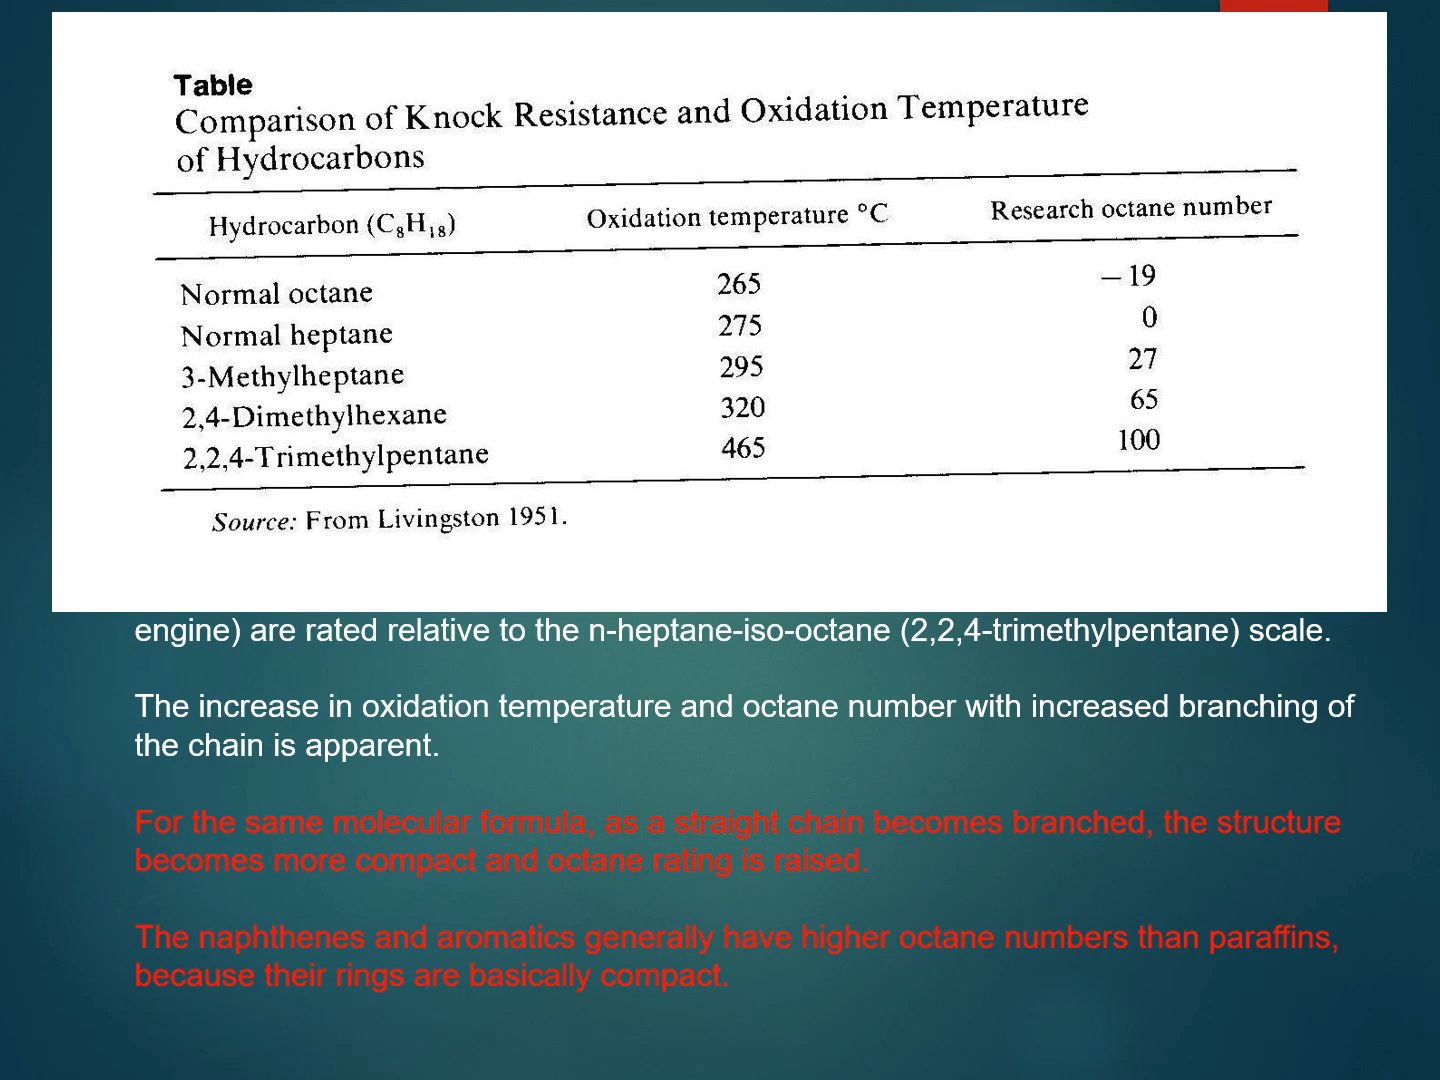 Table
Comparison of Knock Resistance and Oxidation Temperature
of Hydrocarbons
Hydrocarbon (C₈H₁₈) Oxidation temperature °C Research octane number
Normal octane 265 −19
Normal heptane 275 0
3-Methylheptane 295 27
2,4-Dimethylhexane 320 65
2,2,4-Trimethylpentane 465 100
Source: From Livingston 1951.
engine) are rated relative to the n-heptane-iso-octane (2,2,4-trimethylpentane) scale.
The increase in oxidation temperature and octane number with increased branching of
the chain is apparent.
For the same molecular formula, as a straight chain becomes branched, the structure
becomes more compact and octane rating is raised.
The naphthenes and aromatics generally have higher octane numbers than paraffins,
because their rings are basically compact.